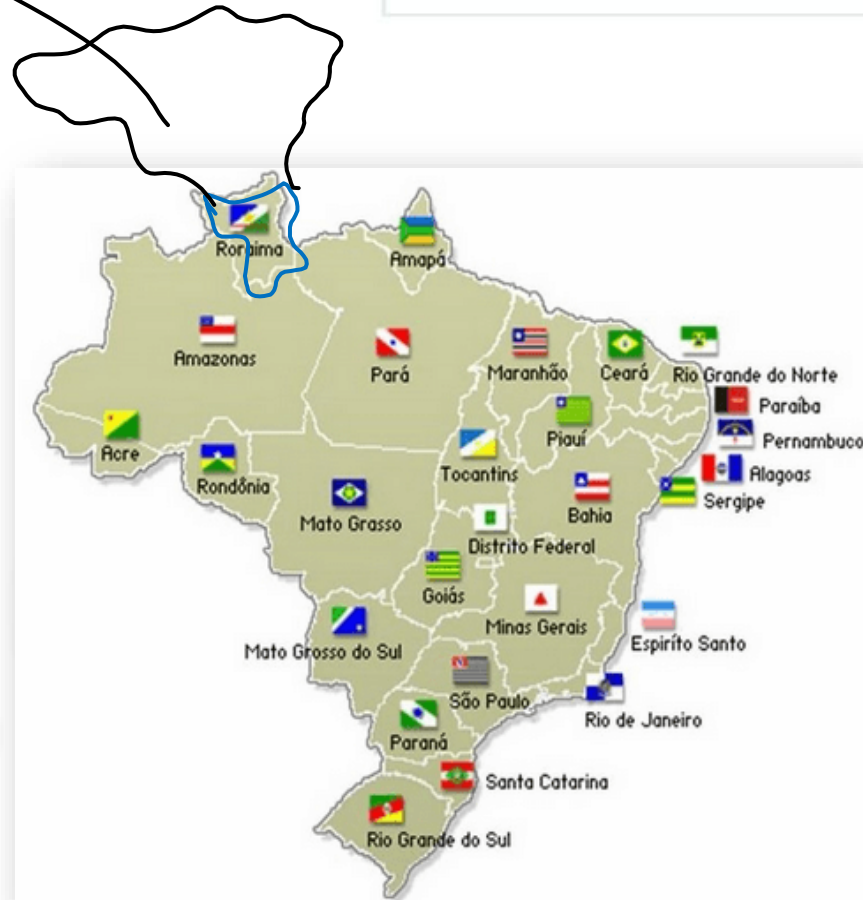 Roraima
Amapá
Amazonas
Pará
Maranhão
Ceará
Rio Grande do Norte
Paraíba
Piauí
Pernambuco
Acre
Rondônia
Tocantins
Alagoas
Sergipe
Mato Grasso
Bahia
Distrito Federal
Goiás
Minas Gerais
Espiríto Santo
Mato Grosso do Sul
São Paulo
Rio de Janeiro
Paraná
Santa Catarina
Rio Grande do Sul